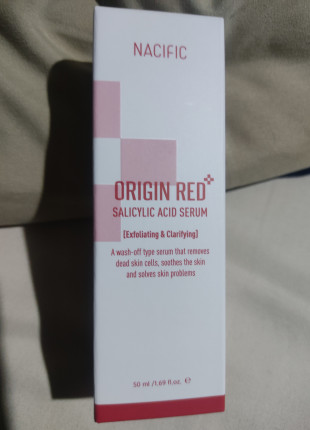 NACIFIC
ORIGIN RED
SALICYLIC ACID SERUM
[Exfoliating & Clarifying]
A wash-off type serum that removes
dead skin cells, soothes the skin
and solves skin problems
50 ml /1.69 fl.oz. e